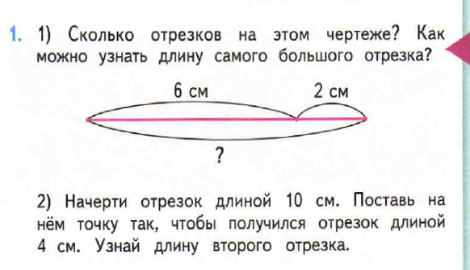 1. 1) Сколько отрезков на этом чертеже? Как
можно узнать длину самого большого отрезка?
6 см 2 см
?
2) Начерти отрезок длиной 10 см. Поставь на
нём точку так, чтобы получился отрезок длиной
4 см. Узнай длину второго отрезка.